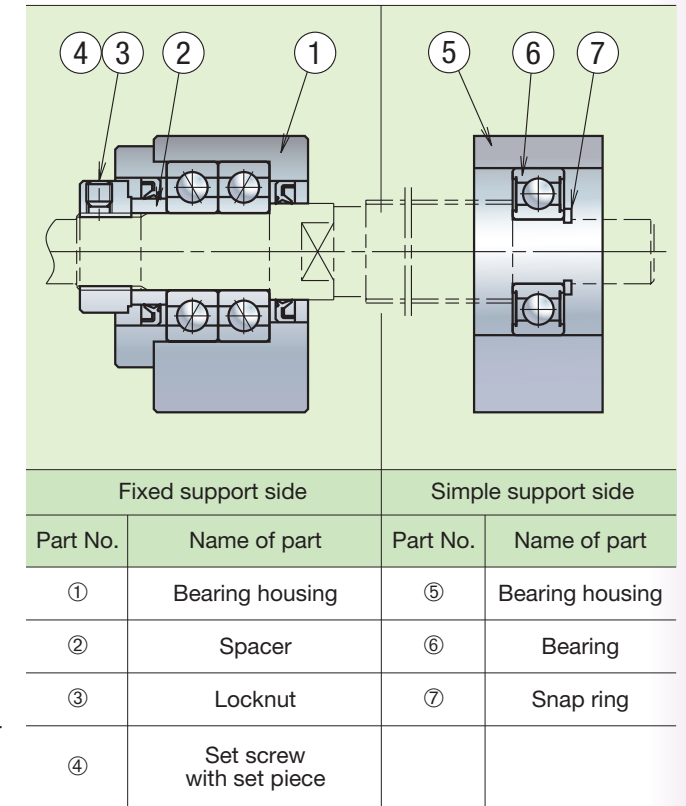 4 3 2 1 5 6 7
Fixed support side Simple support side
Part No. Name of part Part No. Name of part
① Bearing housing ⑤ Bearing housing
② Spacer ⑥ Bearing
③ Locknut ⑦ Snap ring
④ Set screw
with set piece